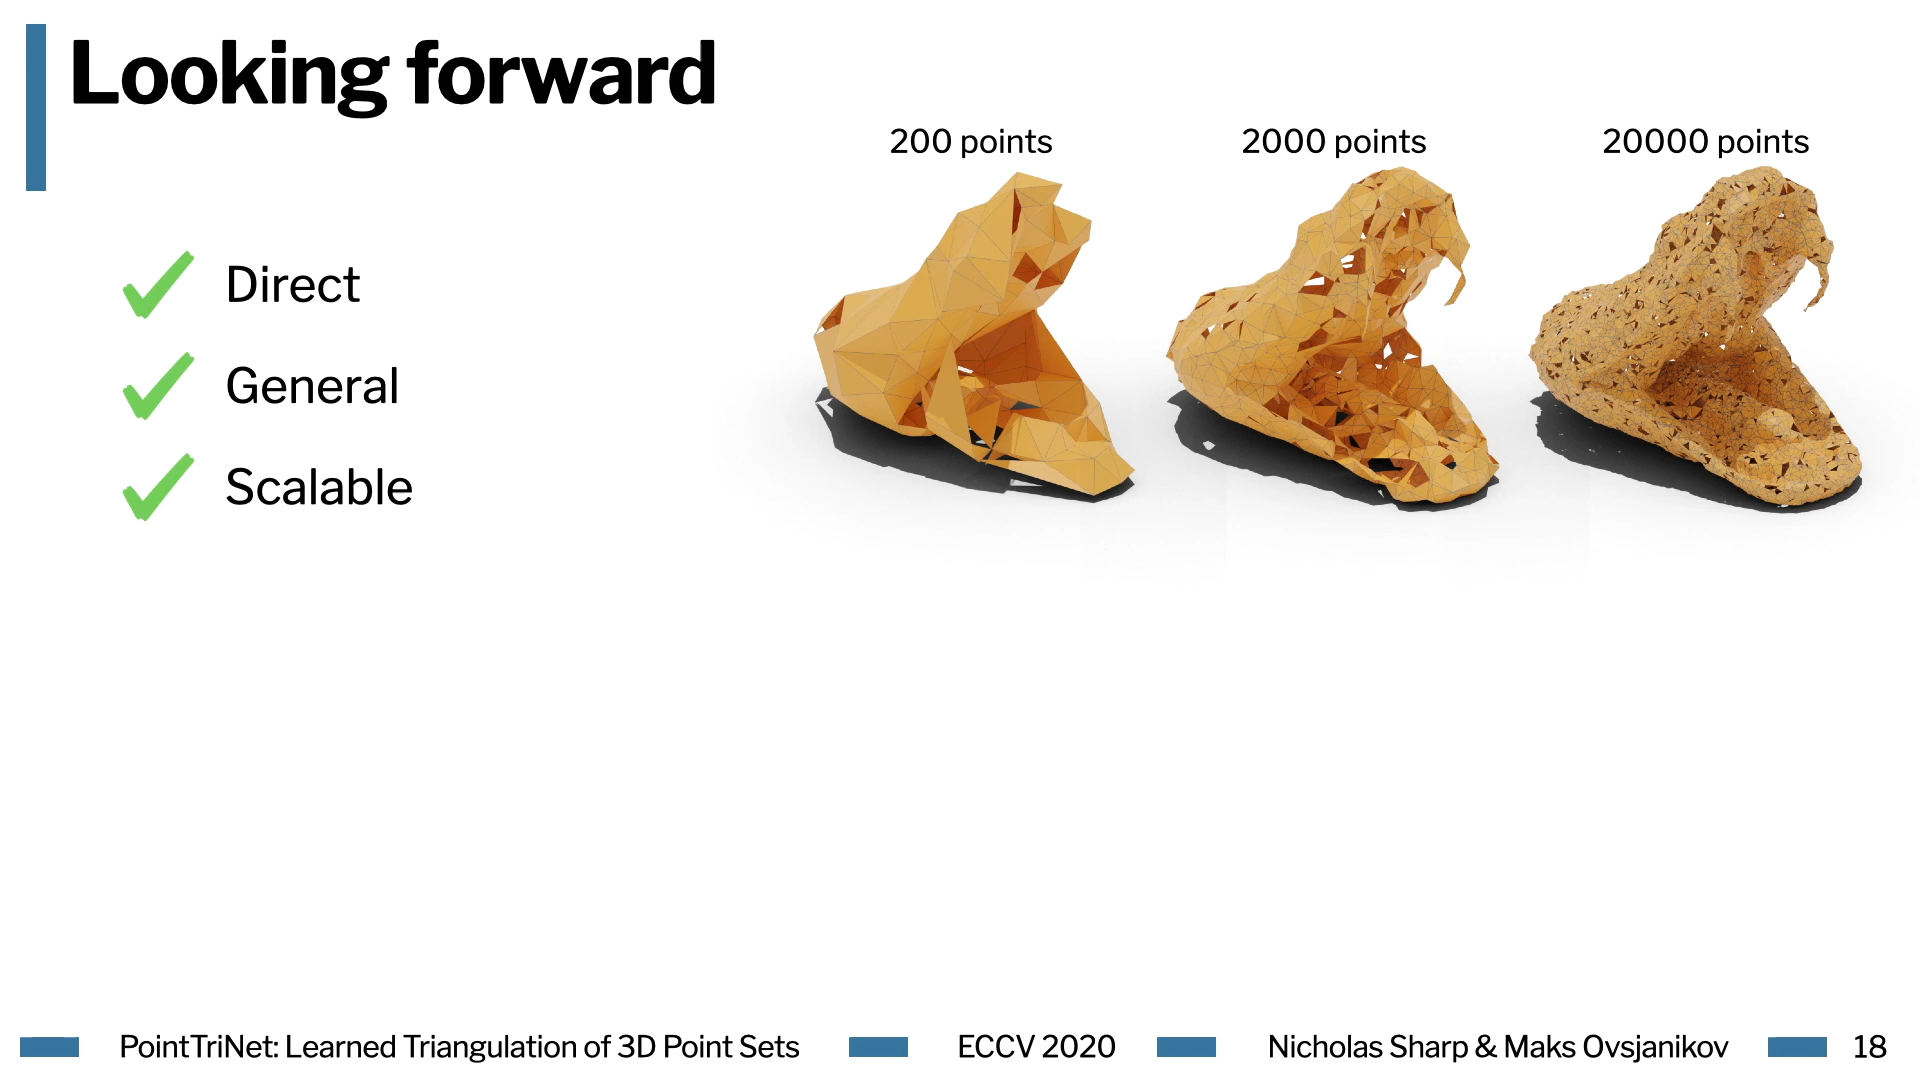 Looking forward
200 points
2000 points
20000 points
Direct
General
Scalable
PointTriNet: Learned Triangulation of 3D Point Sets
ECCV 2020
Nicholas Sharp & Maks Ovsjanikov
18